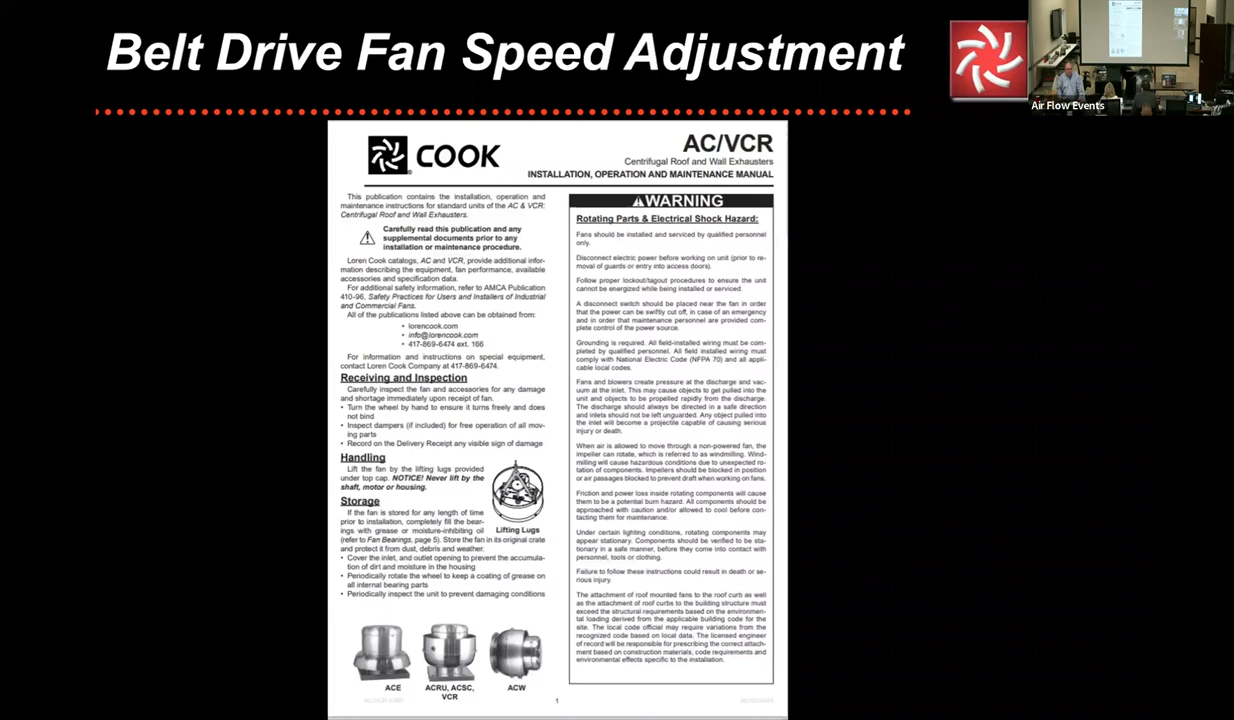 Belt Drive Fan Speed Adjustment
Air Flow Events
COOK
AC/VCR
Centrifugal Roof and Wall Exhausters
INSTALLATION, OPERATION AND MAINTENANCE MANUAL
This publication contains the installation, operation and
maintenance instructions for standard units of the AC & VCR:
Centrifugal Roof and Wall Exhausters.
Carefully read this publication and any
supplemental documents prior to any
installation or maintenance procedure.
Loren Cook catalogs, AC and VCR, provide additional infor-
mation describing the equipment, fan performance, available
accessories and specification data.
For additional safety information, refer to AMCA Publication
410-96, Safety Practices for Users and Installers of Industrial
and Commercial Fans.
All of the publications listed above can be obtained from:
• lorencook.com
• info@lorencook.com
• 417-869-6474 ext. 166
For information and instructions on special equipment,
contact Loren Cook Company at 417-869-6474.
Receiving and Inspection
Carefully inspect the fan and accessories for any damage
and shortage immediately upon receipt of fan.
• Turn the wheel by hand to ensure it turns freely and does
not bind
• Inspect dampers (if included) for free operation of all mov-
ing parts
• Record on the Delivery Receipt any visible sign of damage
Handling
Lift the fan by the lifting lugs provided
under top cap. NOTICE! Never lift by the
shaft, motor or housing.
Storage
If the fan is stored for any length of time
prior to installation, completely fill the bear-
ings with grease or moisture-inhibiting oil
(refer to Fan Bearings, page 5). Store the fan in its original crate
and protect it from dust, debris and weather.
• Cover the inlet, and outlet opening to prevent the accumula-
tion of dirt and moisture in the housing
• Periodically rotate the wheel to keep a coating of grease on
all internal bearing parts
• Periodically inspect the unit to prevent damaging conditions
Lifting Lugs
ACE
ACRU, ACSC,
VCR
ACW
WARNING
Rotating Parts & Electrical Shock Hazard:
Fans should be installed and serviced by qualified personnel
only.
Disconnect electric power before working on unit (prior to re-
moval of guards or entry into access doors).
Follow proper lockout/tagout procedures to ensure the unit
cannot be energized while being installed or serviced.
A disconnect switch should be placed near the fan in order
that the power can be swiftly cut off, in case of an emergency
and in order that maintenance personnel are provided com-
plete control of the power source.
Grounding is required. All field-installed wiring must be com-
pleted by qualified personnel. All field installed wiring must
comply with National Electric Code (NFPA 70) and all appli-
cable local codes.
Fans and blowers create pressure at the discharge and vac-
uum at the inlet. This may cause objects to get pulled into the
unit and objects to be propelled rapidly from the discharge.
The discharge should always be directed in a safe direction
and inlets should not be left unguarded. Any object pulled into
the inlet will become a projectile capable of causing serious
injury or death.
When air is allowed to move through a non-powered fan, the
impeller can rotate, which is referred to as windmilling. Wind-
milling will cause hazardous conditions due to unexpected ro-
tation of components. Impellers should be blocked in position
or air passages blocked to prevent draft when working on fans.
Friction and power loss inside rotating components will cause
them to be a potential burn hazard. All components should be
approached with caution and/or allowed to cool before con-
tacting them for maintenance.
Under certain lighting conditions, rotating components may
appear stationary. Components should be verified to be sta-
tionary in a safe manner, before they come into contact with
personnel, tools or clothing.
Failure to follow these instructions could result in death or se-
rious injury.
The attachment of roof mounted fans to the roof curb as well
as the attachment of roof curbs to the building structure must
exceed the structural requirements based on the environmen-
tal loading derived from the applicable building code for the
site. The local code official may require variations from the
recognized code based on local data. The licensed engineer
of record will be responsible for prescribing the correct attach-
ment based on construction materials, code requirements and
environmental effects specific to the installation.
1